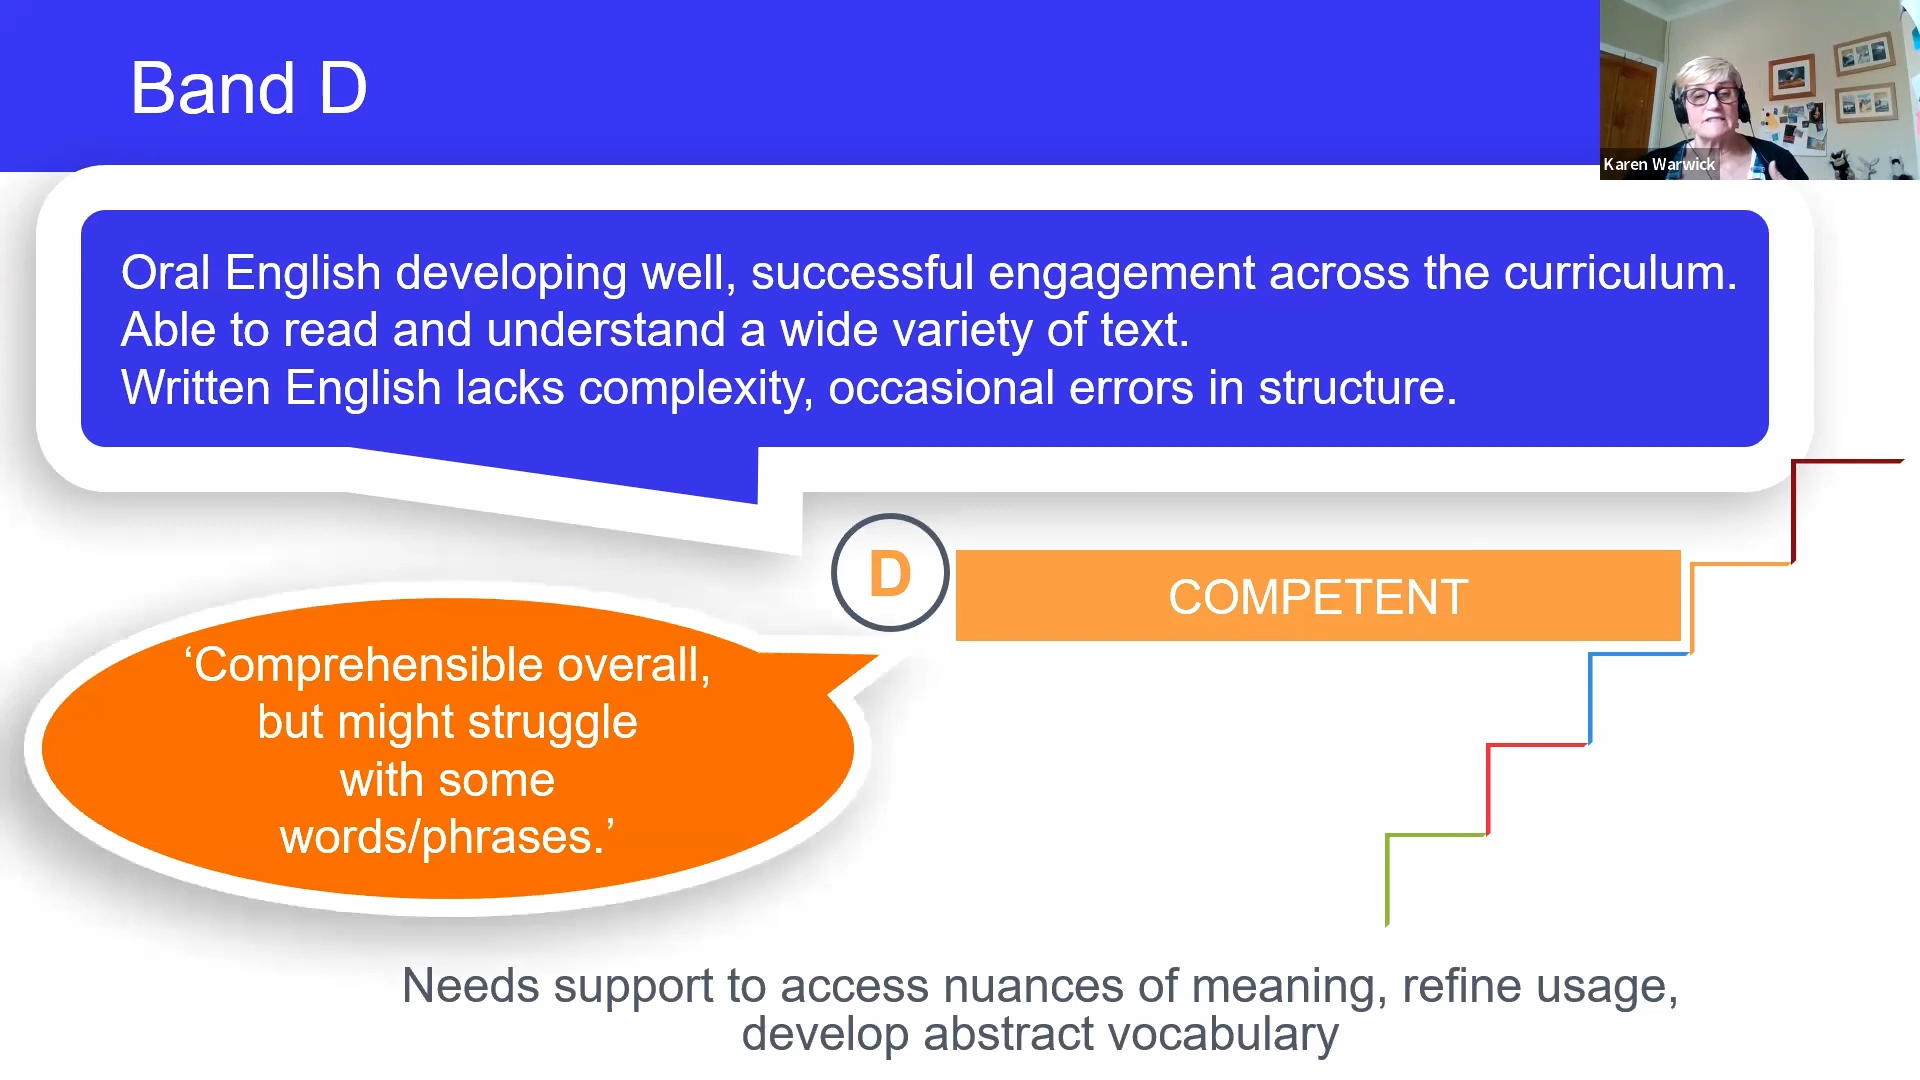 Band D
Karen Warwick
Oral English developing well, successful engagement across the curriculum.
Able to read and understand a wide variety of text.
Written English lacks complexity, occasional errors in structure.
D
COMPETENT
‘Comprehensible overall,
but might struggle
with some
words/phrases.’
Needs support to access nuances of meaning, refine usage,
develop abstract vocabulary